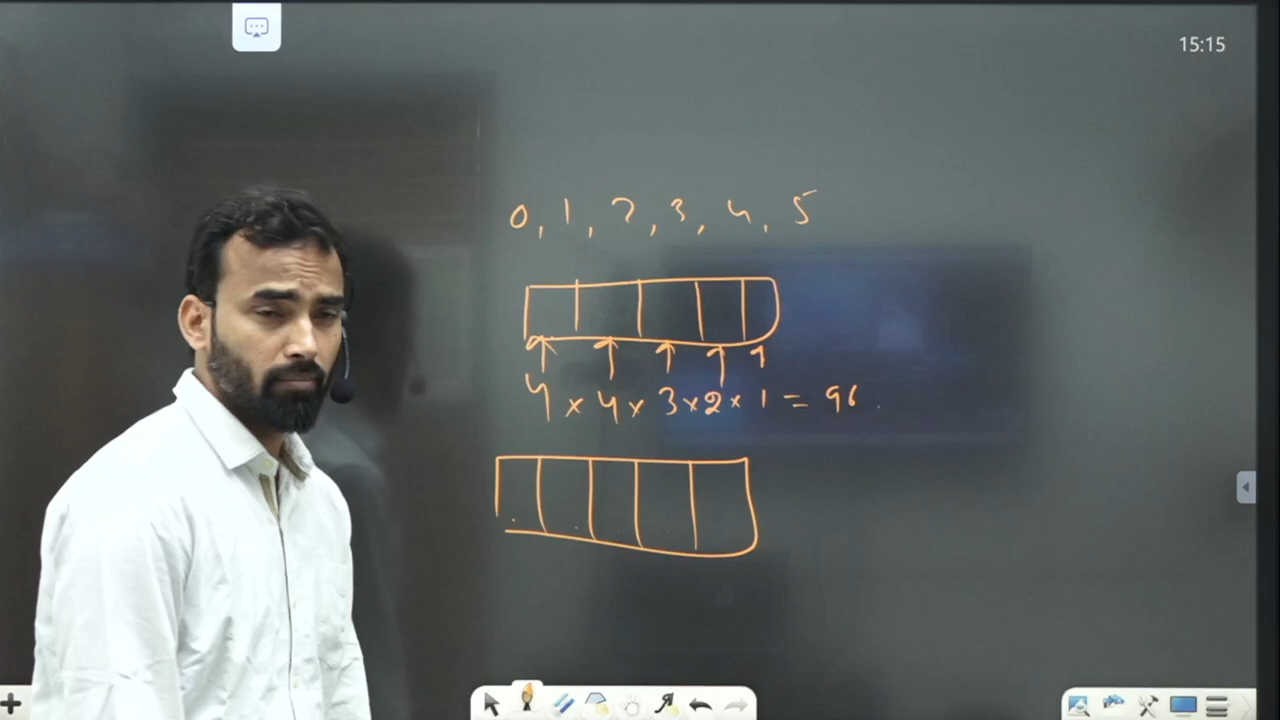 15:15
0, 1, 2, 3, 4, 5
4 × 4 × 3 × 2 × 1 = 96